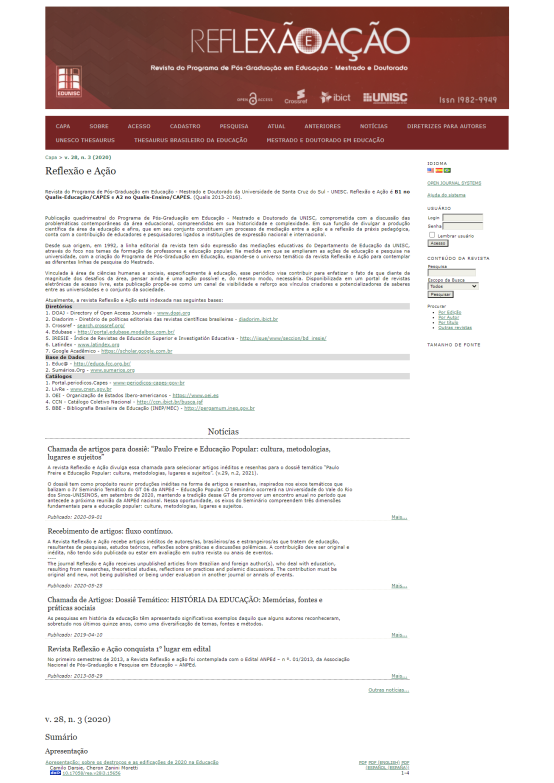 REFLEXÃO E AÇÃO
Revista do Programa de Pós-Graduação em Educação - Mestrado e Doutorado
EDUNISC
OPEN ACCESS
Crossref
ibict
UNISC
Issn 1982-9949
CAPA SOBRE ACESSO CADASTRO PESQUISA ATUAL ANTERIORES NOTÍCIAS DIRETRIZES PARA AUTORES
UNESCO THESAURUS THESAURUS BRASILEIRO DA EDUCAÇÃO MESTRADO E DOUTORADO EM EDUCAÇÃO
Capa > v. 28, n. 3 (2020)
Reflexão e Ação
Revista do Programa de Pós-Graduação em Educação - Mestrado e Doutorado da Universidade de Santa Cruz do Sul - UNISC. Reflexão e Ação é B1 no
Qualis-Educação/CAPES e A2 no Qualis-Ensino/CAPES. (Qualis 2013-2016).
Publicação quadrimestral do Programa de Pós-Graduação em Educação – Mestrado e Doutorado da UNISC, comprometida com a discussão das
problemáticas contemporâneas da área educacional, compreendidas em sua historicidade e complexidade. Em sua função de divulgar a produção
científica da área da educação e afins, que em seu conjunto constituem um processo de mediação entre a ação e a reflexão da práxis pedagógica,
conta com a contribuição de educadores e pesquisadores ligados a instituições de expressão nacional e internacional.
Desde sua origem, em 1992, a linha editorial da revista tem sido expressão das mediações educativas do Departamento de Educação da UNISC,
através do foco nos temas da formação de professores e educação popular. Na medida em que se ampliaram as ações de educação e pesquisa na
universidade, com a criação do Programa de Pós-Graduação em Educação, expande-se o universo temático da revista Reflexão e Ação para contemplar
as diferentes linhas de pesquisa do Mestrado.
Vinculada à área de ciências humanas e sociais, especificamente à educação, esse periódico visa contribuir para enfatizar o fato de que diante da
magnitude dos desafios da área, pensar ainda é uma ação possível e, do mesmo modo, necessária. Disponibilizada em um portal de revistas
eletrônicas de acesso livre, esta publicação propõe-se como um canal de visibilidade e reforço aos vínculos criadores e potencializadores de saberes
entre as universidades e o conjunto da sociedade.
Atualmente, a revista Reflexão e Ação está indexada nas seguintes bases:
Diretórios
1. DOAJ - Directory of Open Access Journals - www.doaj.org
2. Diadorim - Diretório de políticas editoriais das revistas científicas brasileiras - diadorim.ibict.br
3. Crossref - search.crossref.org/
4. Edubase - http://portal-edubase.modalbox.com.br/
5. IRESIE - Índice de Revistas de Educación Superior e Investigación Educativa -
6. Latindex - www.latindex.org
7. Google Acadêmico - https://scholar.google.com.br
Base de Dados
1. Educ@ - http://educa.fcc.org.br/
2. Sumários.Org - www.sumarios.org
Catálogos
1. Portal.periodicos.Capes - www-periodicos-capes-gov-br
2. LivRe - www.cnen.gov.br
3. OEI - Organização de Estados Ibero-americanos - https://www.oei.es
4. CCN - Catálogo Coletivo Nacional - http://ccn.ibict.br/busca.jsf
5. BBE - Bibliografia Brasileira de Educação (INEP/MEC) - http://pergamum.inep.gov.br
Notícias
Chamada de artigos para dossiê: "Paulo Freire e Educação Popular: cultura, metodologias,
lugares e sujeitos"
A revista Reflexão e Ação divulga essa chamada para selecionar artigos inéditos e resenhas para o dossiê temático "Paulo
Freire e Educação Popular: cultura, metodologias, lugares e sujeitos". (v.29, n.2, 2021).
O dossiê tem como propósito reunir produções inéditas na forma de artigos e resenhas, inspirados nos eixos temáticos que
balizam o IV Seminário Temático do GT 06 da ANPEd – Educação Popular. O Seminário ocorrerá na Universidade do Vale do Rio
dos Sinos-UNISINOS, em setembro de 2020, mantendo a tradição desse GT de promover um encontro anual no período que
antecede a próxima reunião da ANPEd nacional. Nessa oportunidade, os eixos do Seminário compreendem três dimensões
fundamentais para a educação popular: cultura, metodologias, lugares e sujeitos.
Publicado: 2020-09-01 Mais...
Recebimento de artigos: fluxo contínuo.
A Revista Reflexão e Ação recebe artigos inéditos de autores/as, brasileiros/as e estrangeiros/as que tratem de educação,
resultantes de pesquisas, estudos teóricos, reflexões sobre práticas e discussões polêmicas. A contribuição deve ser original e
inédita, não tendo sido publicada ou estar em avaliação em outra revista ou anais de eventos.
----
The journal Reflexão e Ação receives unpublished articles from Brazilian and foreign author(s), who deal with education,
resulting from researches, theoretical studies, reflections on practices and polemic discussions. The contribution must be
original and new, not being published or being under evaluation in another journal or annals of events.
Publicado: 2020-05-25 Mais...
Chamada de Artigos: Dossiê Temático: HISTÓRIA DA EDUCAÇÃO: Memórias, fontes e
práticas sociais
As pesquisas em história da educação têm apresentado significativos exemplos daquilo que alguns autores reconheceram,
sobretudo nos últimos quinze anos, como uma diversificação de temas, fontes e métodos.
Publicado: 2019-04-10 Mais...
Revista Reflexão e Ação conquista 1º lugar em edital
No primeiro semestre de 2013, a Revista Reflexão e Ação foi contemplada com o Edital ANPEd – n º. 01/2013, da Associação
Nacional de Pós-Graduação e Pesquisa em Educação – ANPEd.
Publicado: 2013-08-29 Mais...
Outras notícias...
v. 28, n. 3 (2020)
Sumário
Apresentação
Apresentação: sobre os destroços e as edificações de 2020 na Educação PDF PDF (ENGLISH) PDF
(ESPAÑOL (ESPAÑA))
Camilo Darsie, Cheron Zanini Moretti 1-4
DOI 10.17058/rea.v28i3.15656
IDIOMA
OPEN JOURNAL SYSTEMS
Ajuda do sistema
USUÁRIO
Login
Senha
Lembrar usuário
Acesso
CONTEÚDO DA REVISTA
Pesquisa
Escopo da Busca
Todos
Pesquisar
Procurar
Por Edição
Por Autor
Por título
Outras revistas
TAMANHO DE FONTE